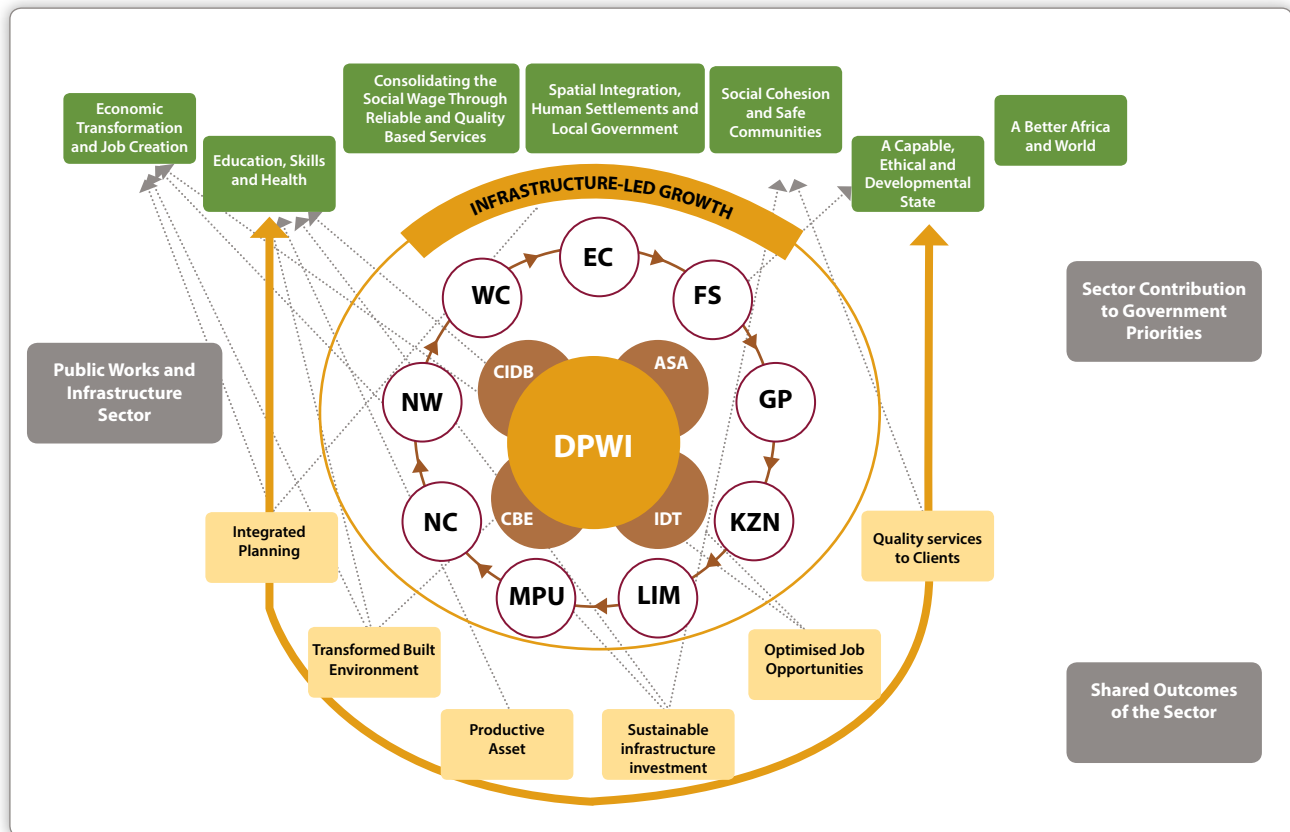 Economic
Transformation
and Job Creation
Education, Skills
and Health
Consolidating the
Social Wage Through
Reliable and Quality
Based Services
Spatial Integration,
Human Settlements and
Local Government
Social Cohesion
and Safe
Communities
A Capable,
Ethical and
Developmental
State
A Better Africa
and World
INFRASTRUCTURE-LED GROWTH
Public Works and
Infrastructure
Sector
Sector Contribution
to Government
Priorities
EC
WC
FS
CIDB
ASA
NW
GP
DPWI
NC
CBE
IDT
KZN
MPU
LIM
Integrated
Planning
Quality services
to Clients
Transformed Built
Environment
Optimised Job
Opportunities
Productive
Asset
Sustainable
infrastructure
investment
Shared Outcomes
of the Sector